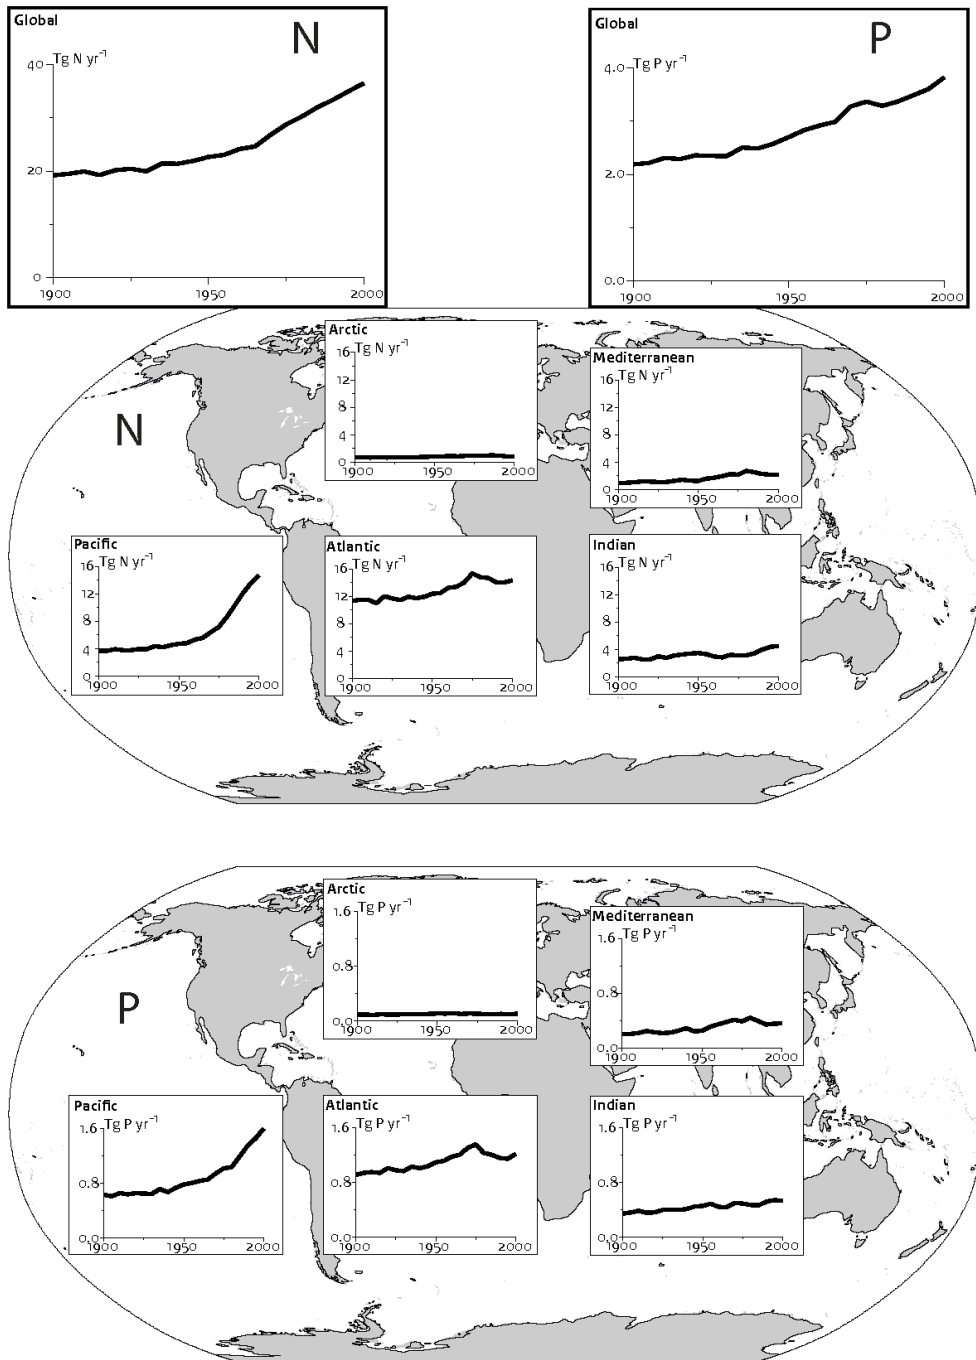 Global
N
Tg N yr⁻¹
40
20
0
1900
1950
2000
Global
P
Tg P yr⁻¹
4.0
2.0
0.0
1900
1950
2000
N
Arctic
Tg N yr⁻¹
16
12
8
4
0
1900
1950
2000
Mediterranean
Tg N yr⁻¹
16
12
8
4
0
1900
1950
2000
Pacific
Tg N yr⁻¹
16
12
8
4
0
1900
1950
2000
Atlantic
Tg N yr⁻¹
16
12
8
4
0
1900
1950
2000
Indian
Tg N yr⁻¹
16
12
8
4
0
1900
1950
2000
P
Arctic
Tg P yr⁻¹
1.6
0.8
0.0
1900
1950
2000
Mediterranean
Tg P yr⁻¹
1.6
0.8
0.0
1900
1950
2000
Pacific
Tg P yr⁻¹
1.6
0.8
0.0
1900
1950
2000
Atlantic
Tg P yr⁻¹
1.6
0.8
0.0
1900
1950
2000
Indian
Tg P yr⁻¹
1.6
0.8
0.0
1900
1950
2000